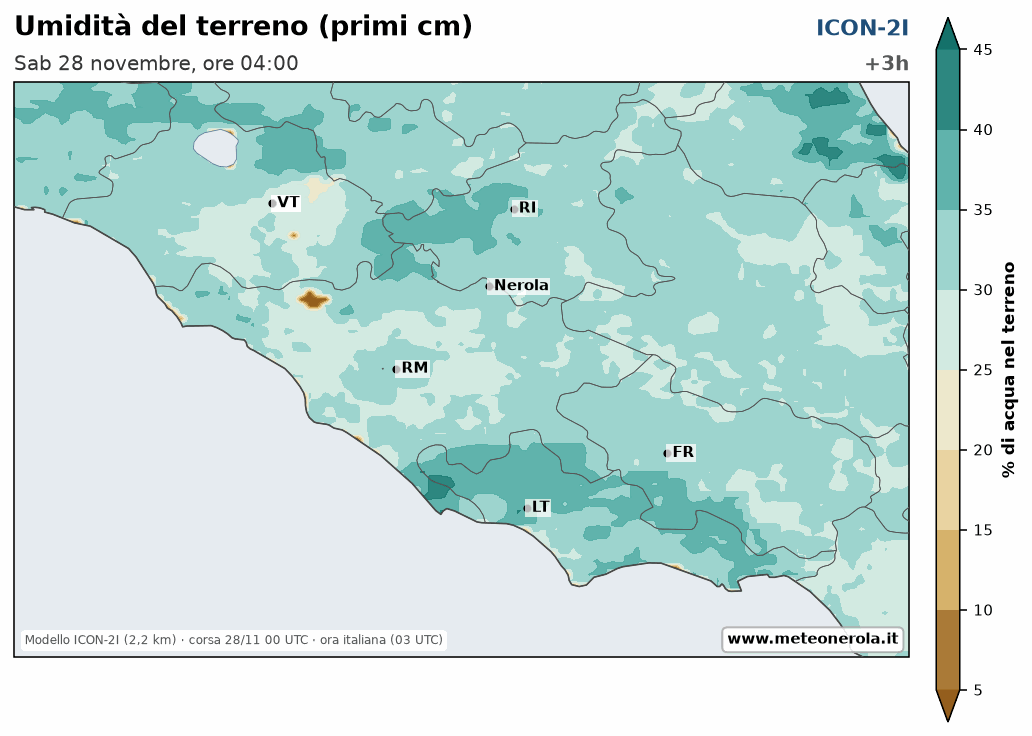 Umidità del terreno (primi cm)
ICON-2I
Sab 28 novembre, ore 04:00
+3h
VT
RI
Nerola
RM
FR
LT
45
40
35
30
25
20
15
10
5
% di acqua nel terreno
Modello ICON-2I (2,2 km) · corsa 28/11 00 UTC · ora italiana (03 UTC)
www.meteonerola.it